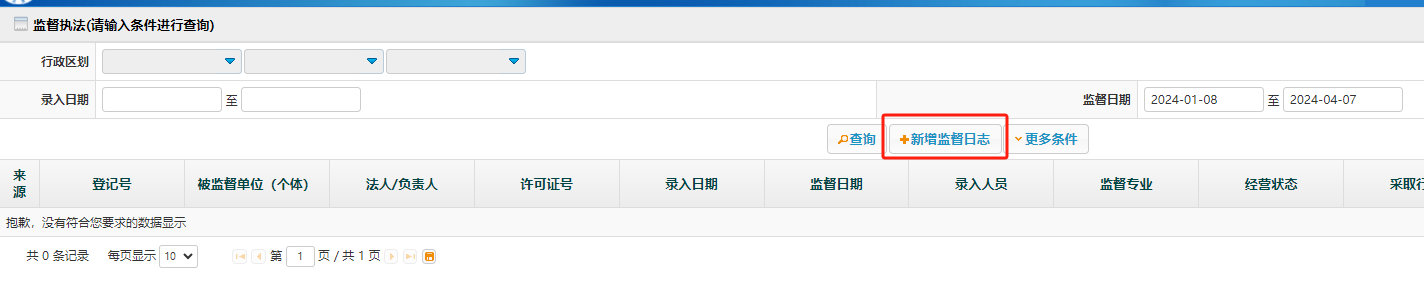 监督执法(请输入条件进行查询)
行政区划
录入日期 至 监督日期 2024-01-08 至 2024-04-07
查询 新增监督日志 更多条件
来源 登记号 被监督单位（个体） 法人/负责人 许可证号 录入日期 监督日期 录入人员 监督专业 经营状态 采取行
抱歉，没有符合您要求的数据显示
共 0 条记录 每页显示 10 第 1 页 / 共 1 页